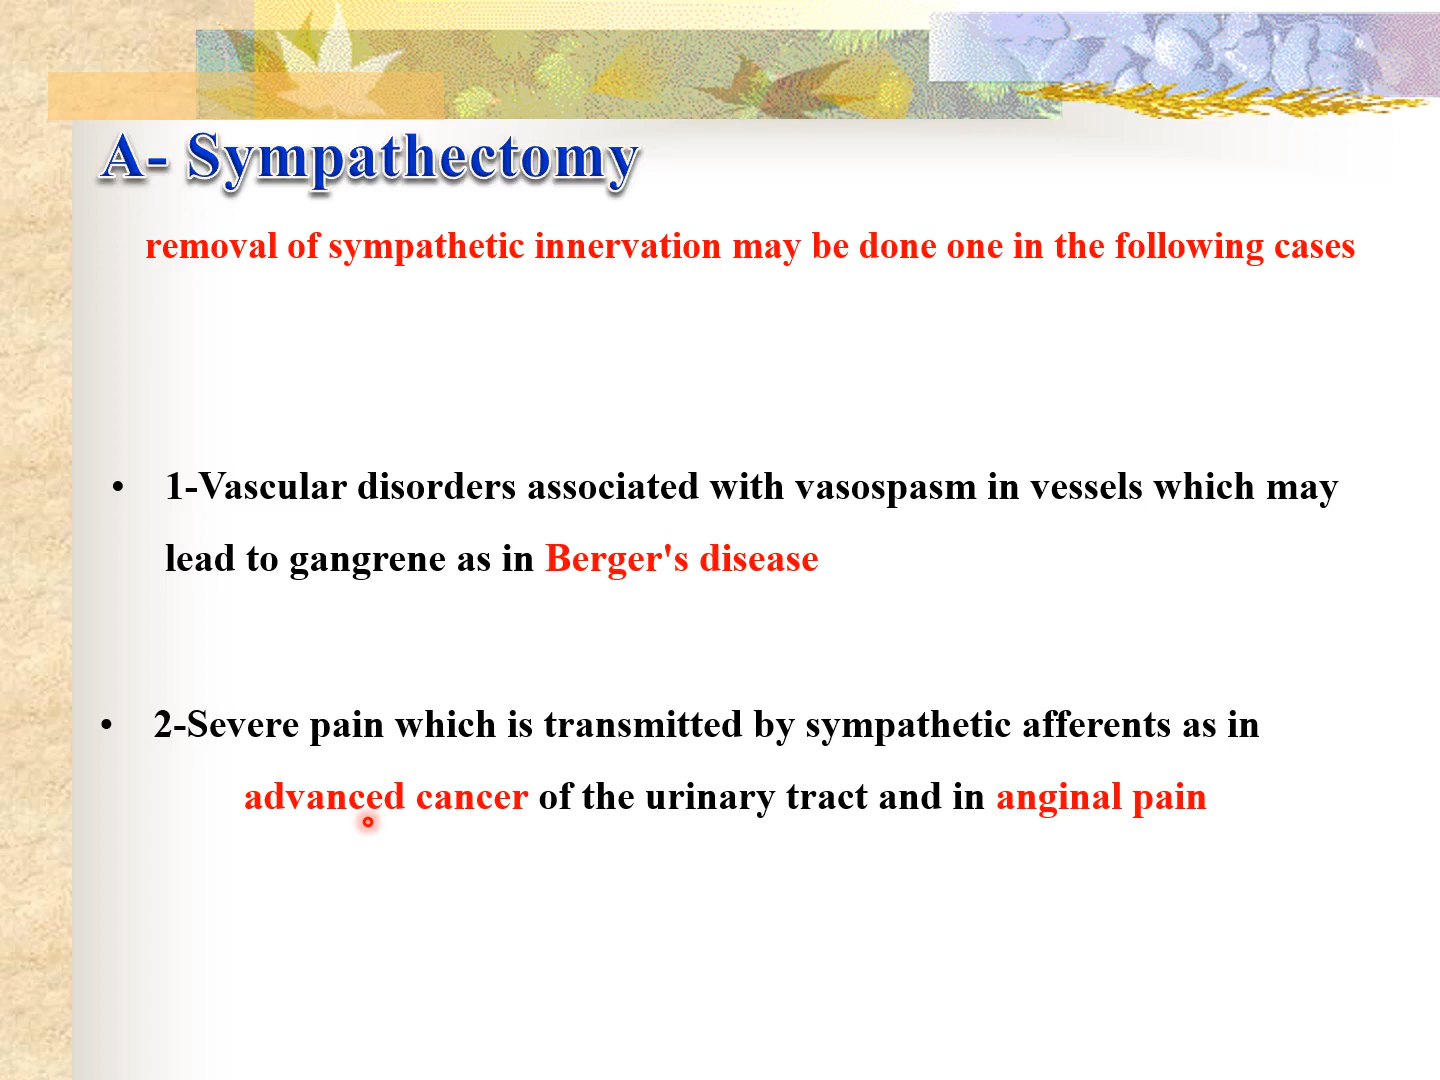 A- Sympathectomy
removal of sympathetic innervation may be done one in the following cases
• 1-Vascular disorders associated with vasospasm in vessels which may
lead to gangrene as in Berger's disease
• 2-Severe pain which is transmitted by sympathetic afferents as in
advanced cancer of the urinary tract and in anginal pain